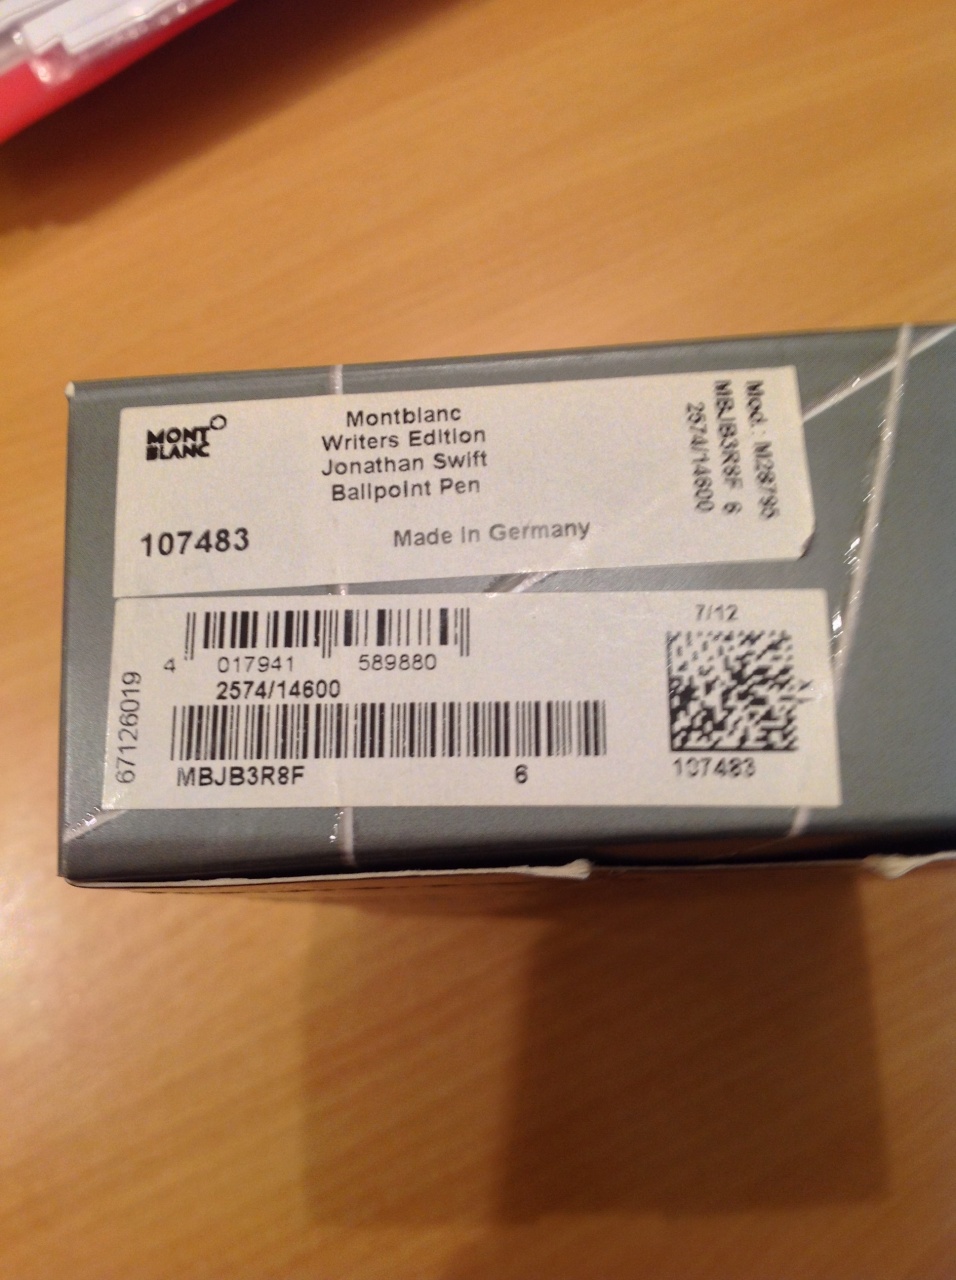 MONT
BLANC
Montblanc
Writers Edition
Jonathan Swift
Ballpoint Pen
107483
Made in Germany
Mod.: M28795
MBJB3R8F 6
2574/14600
4 017941 589880
2574/14600
MBJB3R8F 6
67126019
7/12
107483